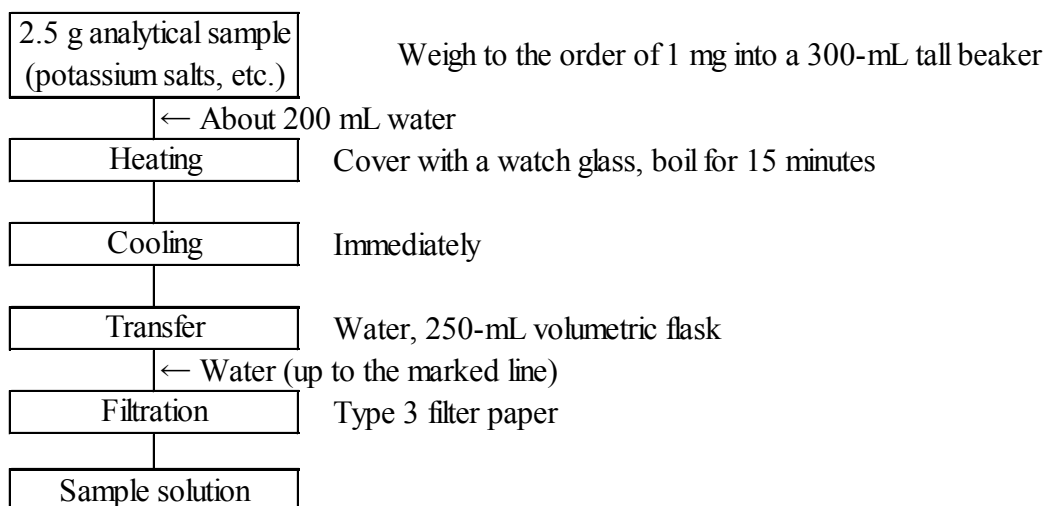 2.5 g analytical sample
(potassium salts, etc.)
Weigh to the order of 1 mg into a 300-mL tall beaker
← About 200 mL water
Heating
Cover with a watch glass, boil for 15 minutes
Cooling
Immediately
Transfer
Water, 250-mL volumetric flask
← Water (up to the marked line)
Filtration
Type 3 filter paper
Sample solution